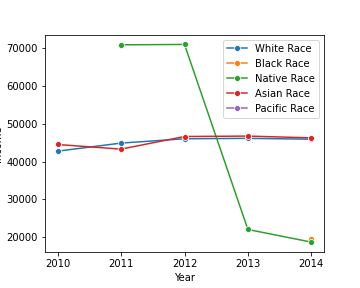 70000
60000
50000
40000
30000
20000
2010
2011
2012
2013
2014
Year
White Race
Black Race
Native Race
Asian Race
Pacific Race